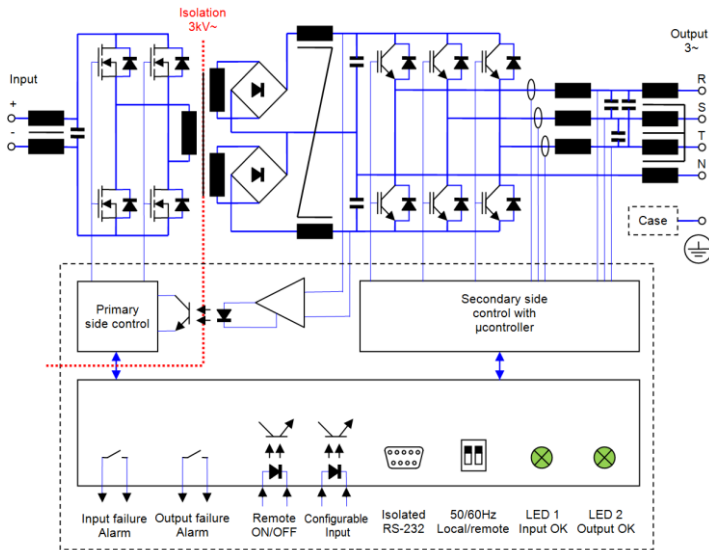 Isolation
3kV~
Output
3~
Input
+
-
R
S
T
N
Case
Primary
side control
Secondary side
control with
µcontroller
Input failure
Alarm
Output failure
Alarm
Remote
ON/OFF
Configurable
Input
Isolated
RS-232
50/60Hz
Local/remote
LED 1
Input OK
LED 2
Output OK